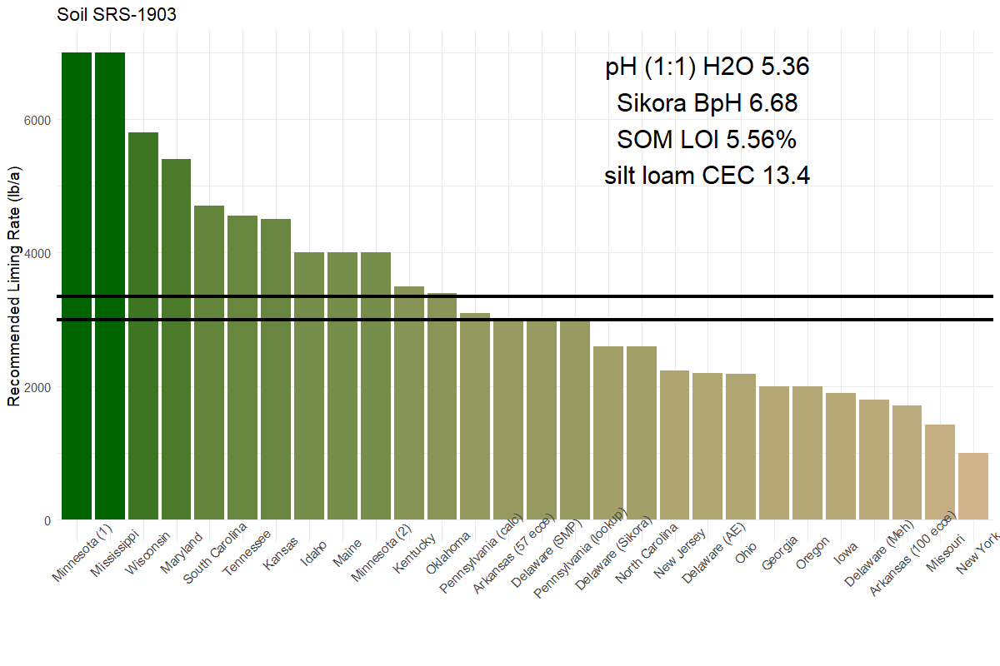 Soil SRS-1903
pH (1:1) H2O 5.36
Sikora BpH 6.68
SOM LOI 5.56%
silt loam CEC 13.4
Recommended Liming Rate (lb/a)
6000
4000
2000
0
Minnesota (1)
Mississippi
Wisconsin
Maryland
South Carolina
Tennessee
Kansas
Idaho
Maine
Minnesota (2)
Kentucky
Oklahoma
Pennsylvania (calc)
Arkansas (57 ecce)
Delaware (SMP)
Pennsylvania (lookup)
Delaware (Sikora)
North Carolina
New Jersey
Delaware (AE)
Ohio
Georgia
Oregon
Iowa
Delaware (Meh)
Arkansas (100 ecce)
Missouri
New York